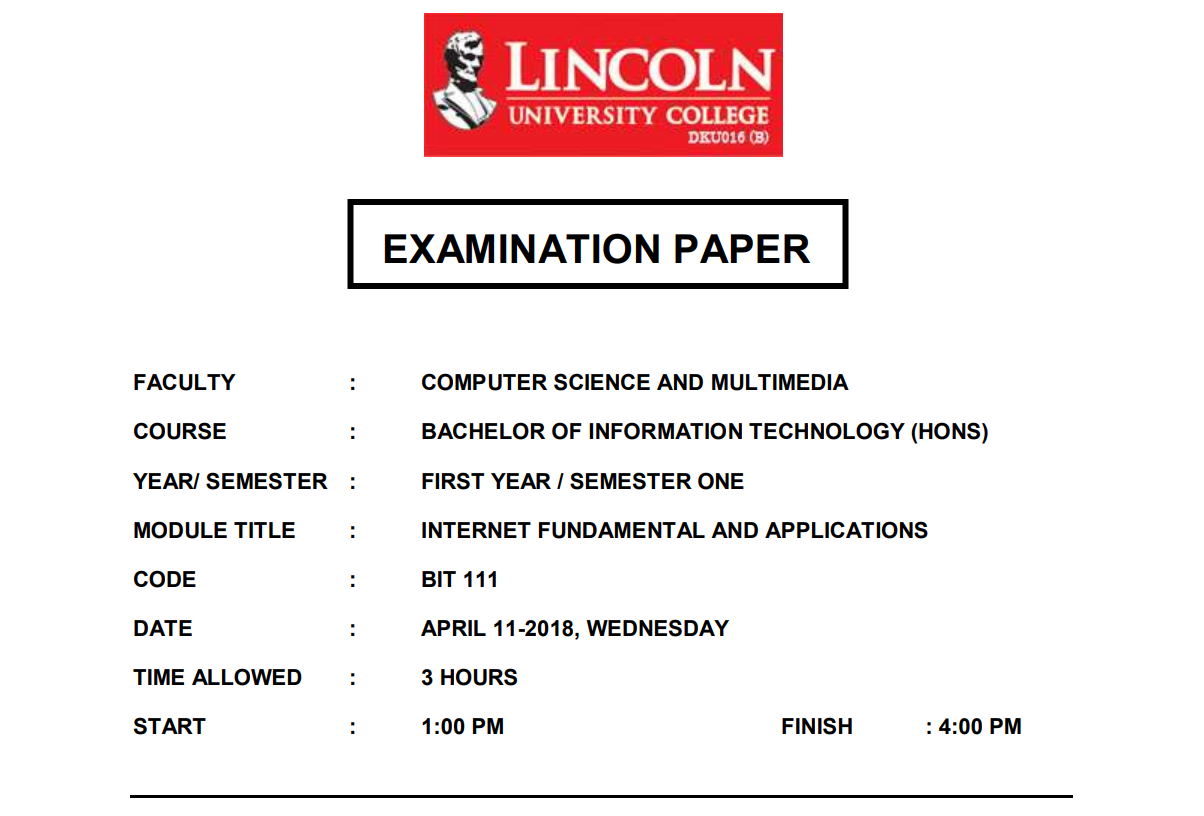 LINCOLN
UNIVERSITY COLLEGE
DKU016 (B)
EXAMINATION PAPER
FACULTY : COMPUTER SCIENCE AND MULTIMEDIA
COURSE : BACHELOR OF INFORMATION TECHNOLOGY (HONS)
YEAR/ SEMESTER : FIRST YEAR / SEMESTER ONE
MODULE TITLE : INTERNET FUNDAMENTAL AND APPLICATIONS
CODE : BIT 111
DATE : APRIL 11-2018, WEDNESDAY
TIME ALLOWED : 3 HOURS
START : 1:00 PM FINISH : 4:00 PM